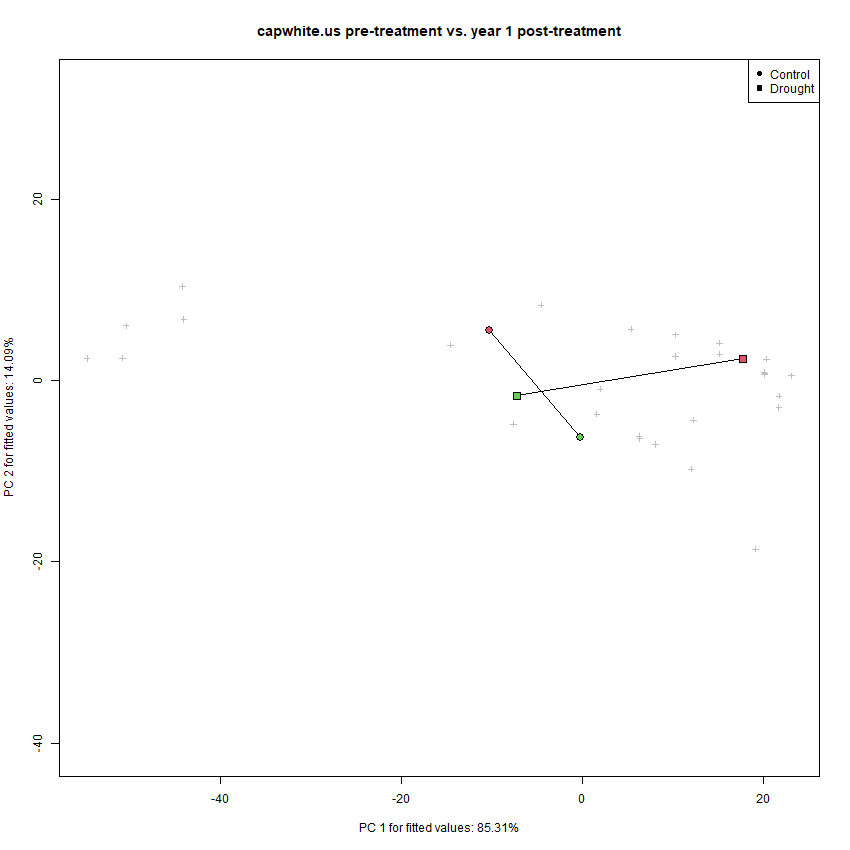 capwhite.us pre-treatment vs. year 1 post-treatment
Control
Drought
20
0
-20
-40
PC 2 for fitted values: 14.09%
-40
-20
0
20
PC 1 for fitted values: 85.31%